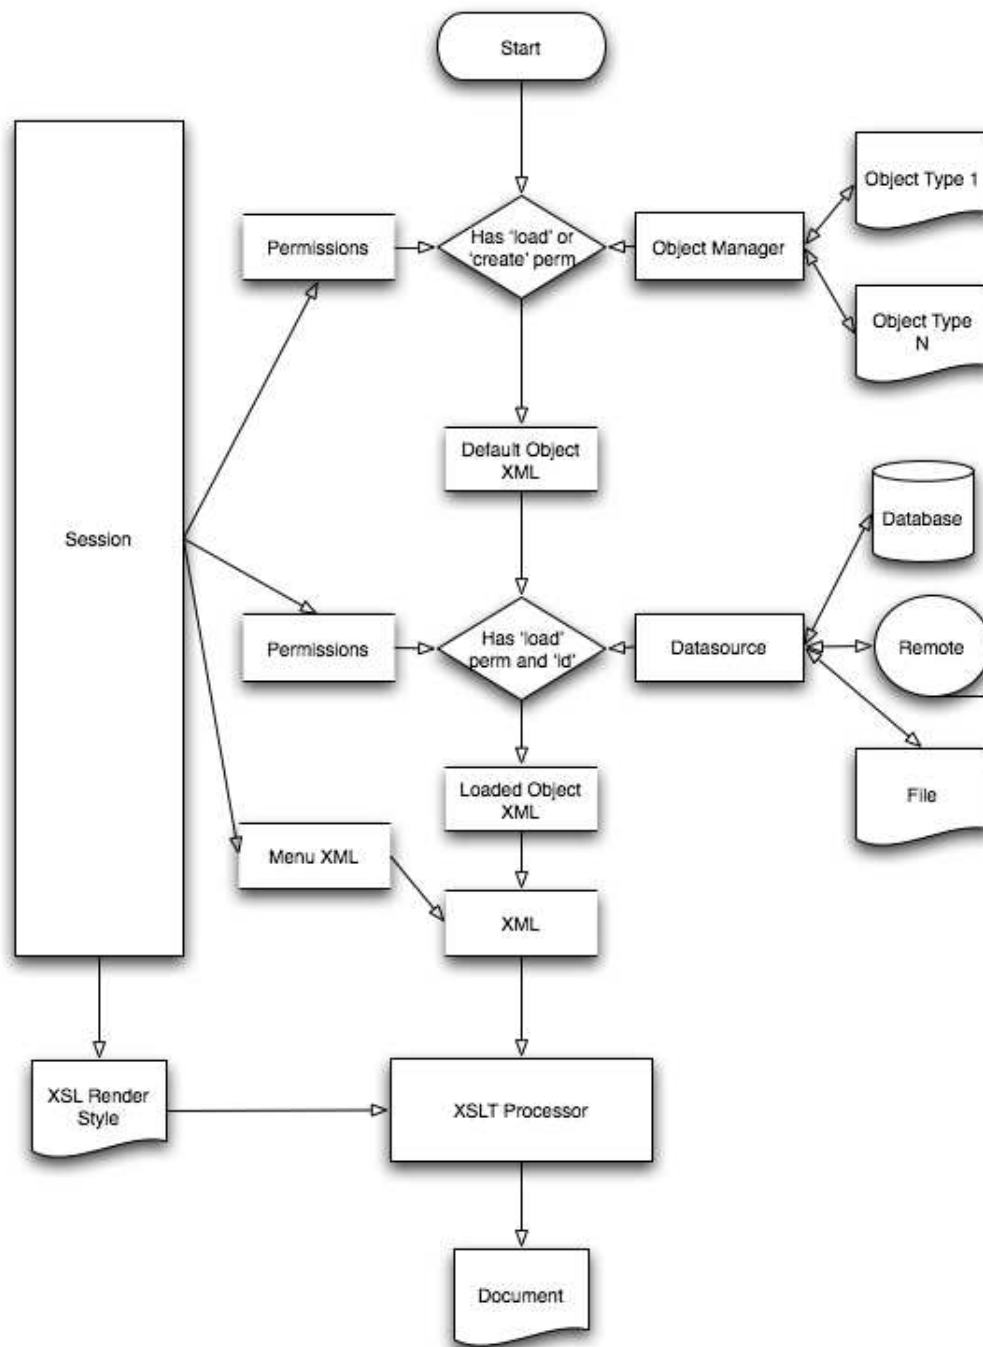 Start
Object Type 1
Permissions
Has 'load' or
'create' perm
Object Manager
Object Type
N
Default Object
XML
Session
Database
Permissions
Has 'load'
perm and 'id'
Datasource
Remote
Loaded Object
XML
File
Menu XML
XML
XSL Render
Style
XSLT Processor
Document